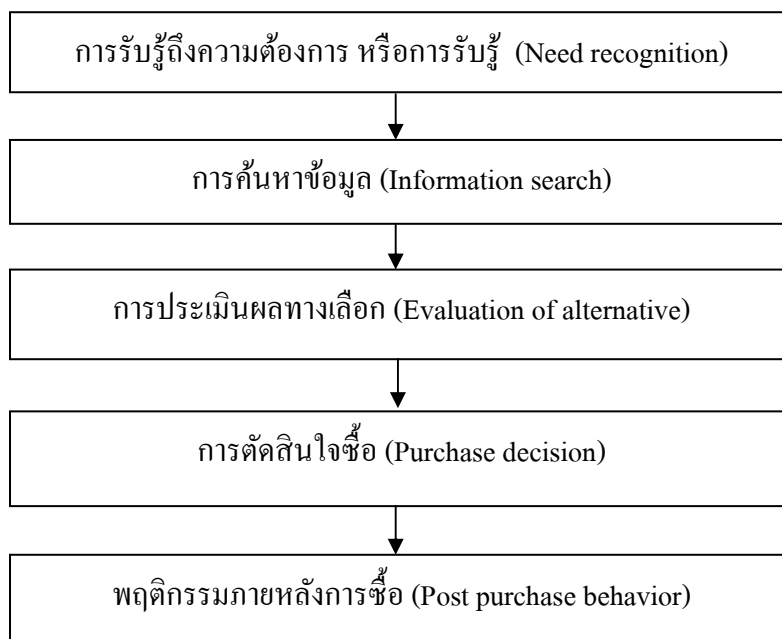 การรับรู้ถึงความต้องการ หรือการรับรู้ (Need recognition)
การค้นหาข้อมูล (Information search)
การประเมินผลทางเลือก (Evaluation of alternative)
การตัดสินใจซื้อ (Purchase decision)
พฤติกรรมภายหลังการซื้อ (Post purchase behavior)